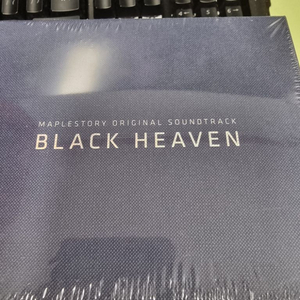 MAPLESTORY ORIGINAL SOUNDTRACK
BLACK HEAVEN